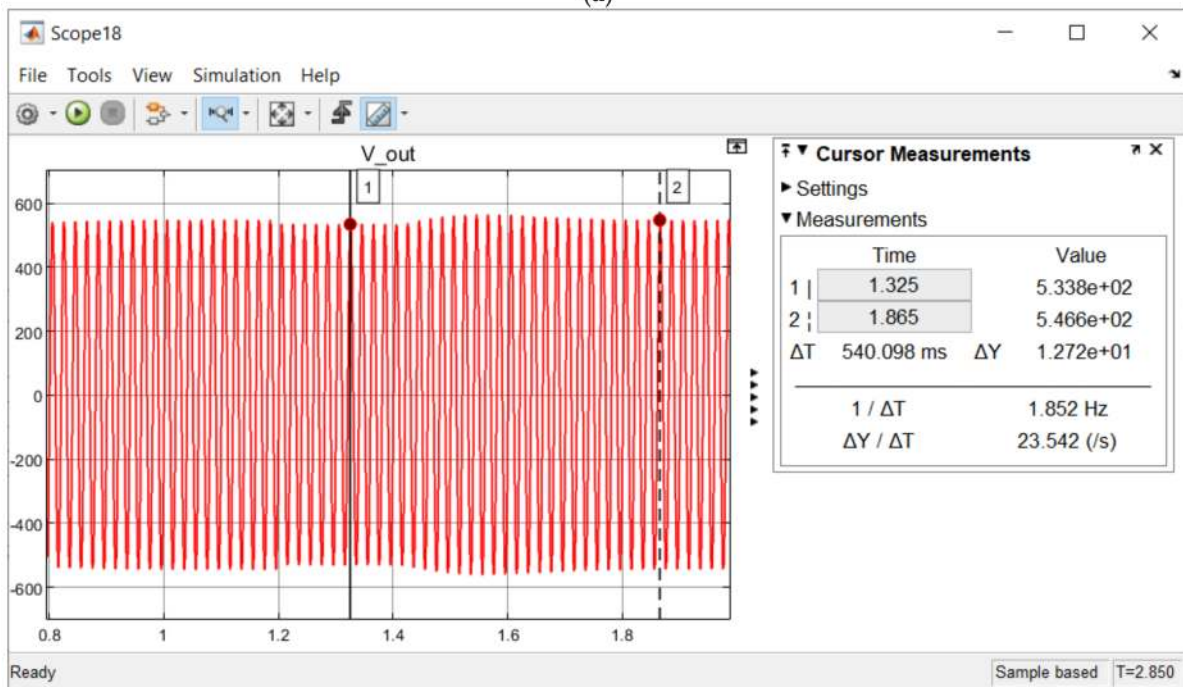 (a)
Scope18
File Tools View Simulation Help
V_out
1
2
600
400
200
0
-200
-400
-600
0.8 1 1.2 1.4 1.6 1.8
Cursor Measurements
Settings
Measurements
Time Value
1 | 1.325 5.338e+02
2 ¦ 1.865 5.466e+02
ΔT 540.098 ms ΔY 1.272e+01
1 / ΔT 1.852 Hz
ΔY / ΔT 23.542 (/s)
Ready Sample based T=2.850